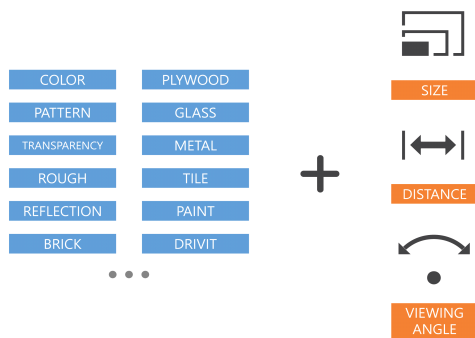 COLOR
PLYWOOD
PATTERN
GLASS
TRANSPARENCY
METAL
ROUGH
TILE
REFLECTION
PAINT
BRICK
DRIVIT
SIZE
DISTANCE
VIEWING
ANGLE